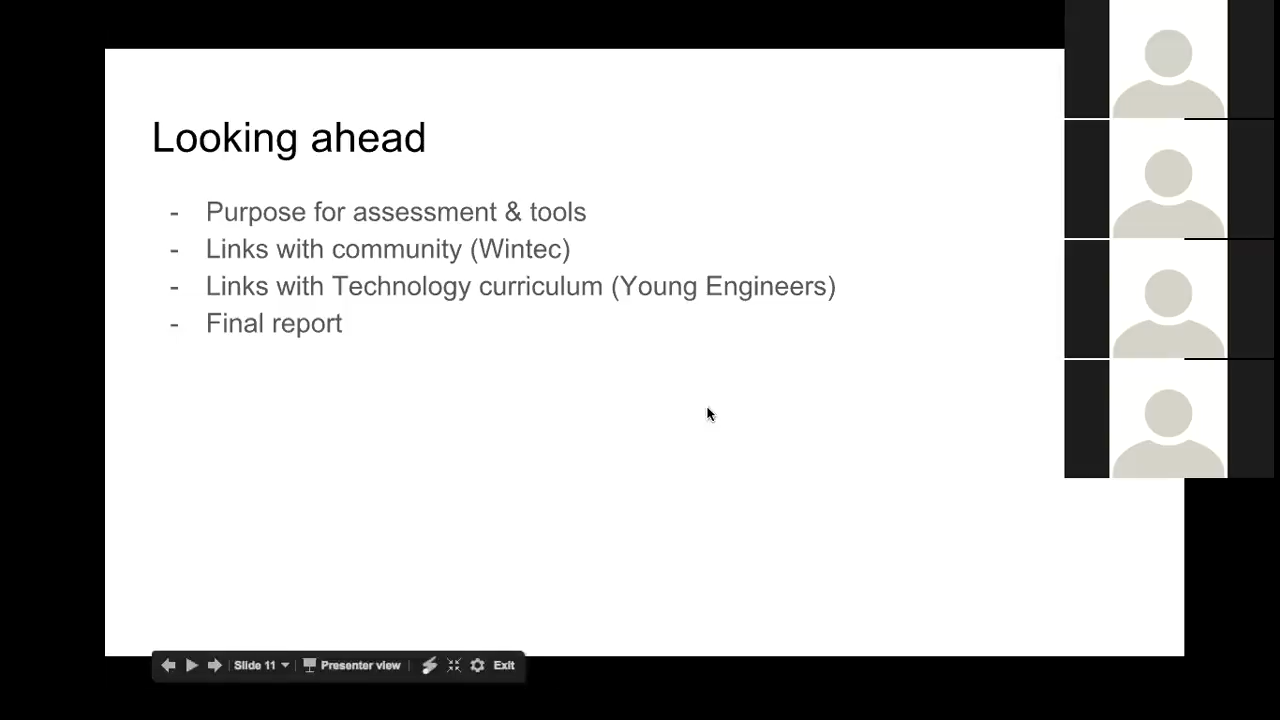 Looking ahead
- Purpose for assessment & tools
- Links with community (Wintec)
- Links with Technology curriculum (Young Engineers)
- Final report
Slide 11 Presenter view Exit